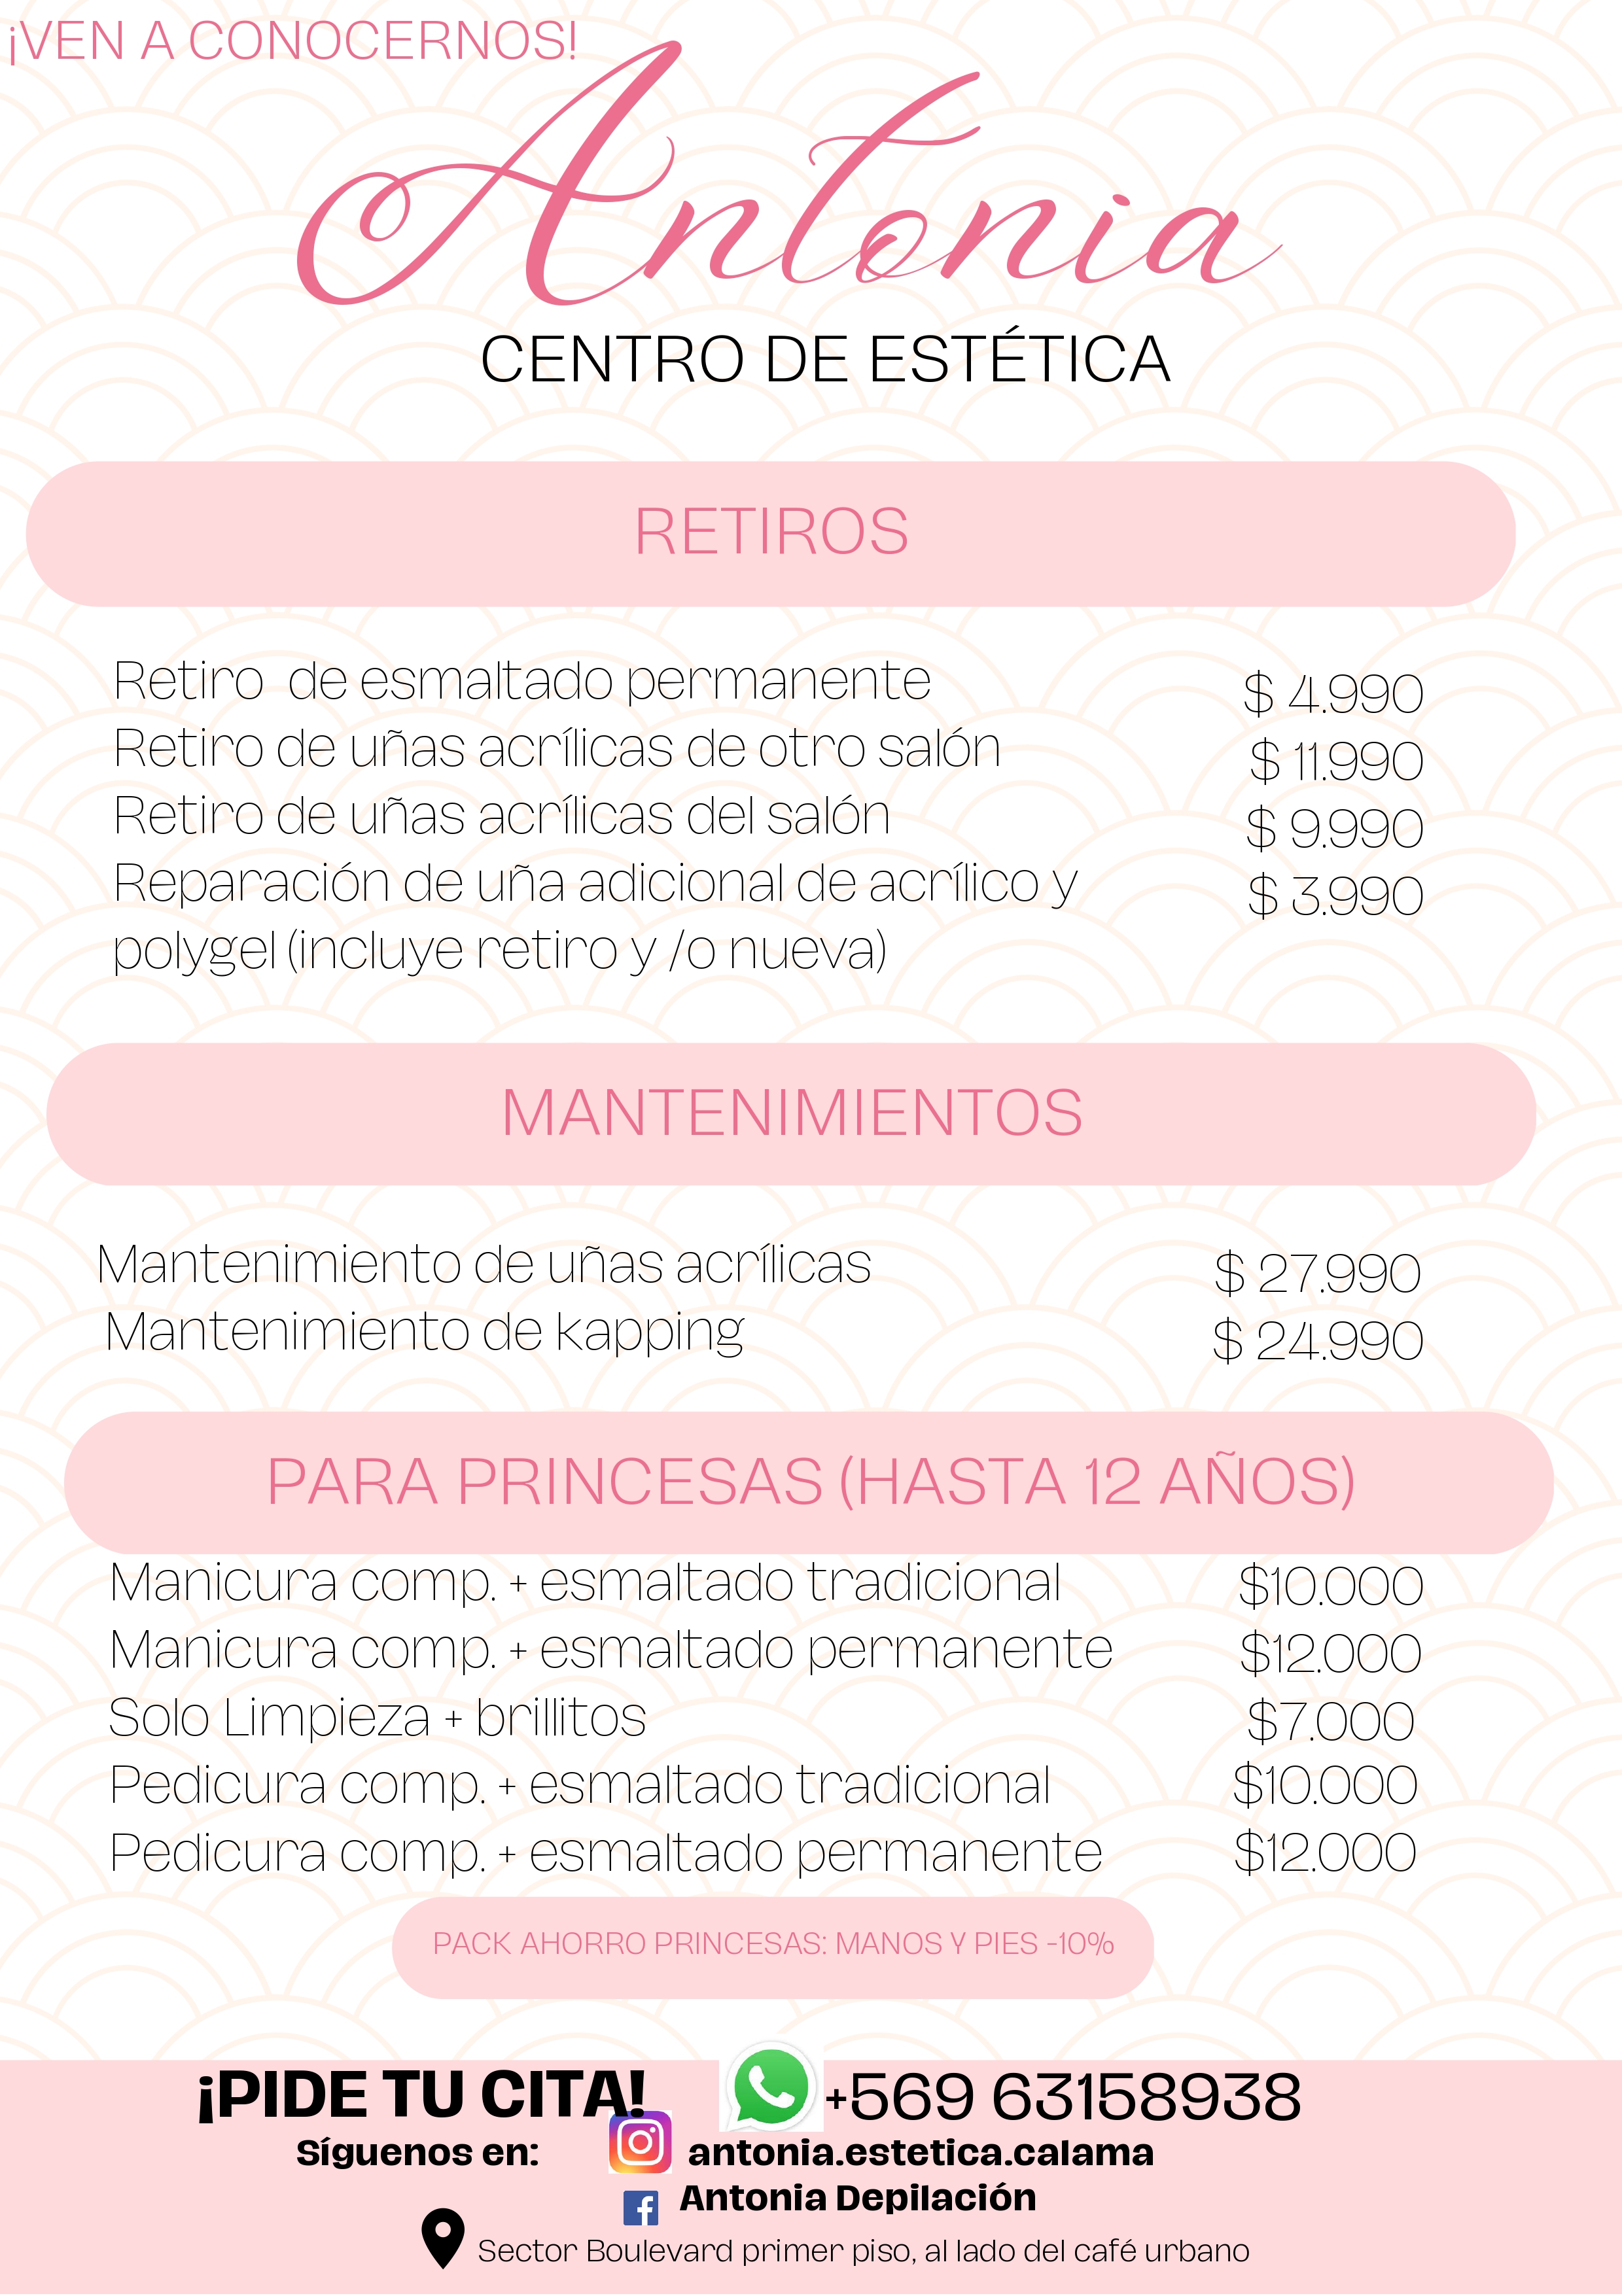 ¡VEN A CONOCERNOS!
Antonia
CENTRO DE ESTÉTICA
RETIROS
Retiro  de esmaltado permanente $ 4.990
Retiro de uñas acrílicas de otro salón $ 11.990
Retiro de uñas acrílicas del salón $ 9.990
Reparación de uña adicional de acrílico y $ 3.990
polygel (incluye retiro y /o nueva)
MANTENIMIENTOS
Mantenimiento de uñas acrílicas $ 27.990
Mantenimiento de kapping $ 24.990
PARA PRINCESAS (HASTA 12 AÑOS)
Manicura comp. + esmaltado tradicional $10.000
Manicura comp. + esmaltado permanente $12.000
Solo Limpieza + brillitos $7.000
Pedicura comp. + esmaltado tradicional $10.000
Pedicura comp. + esmaltado permanente $12.000
PACK AHORRO PRINCESAS: MANOS Y PIES -10%
¡PIDE TU CITA! +569 63158938
Síguenos en: antonia.estetica.calama
Antonia Depilación
Sector Boulevard primer piso, al lado del café urbano